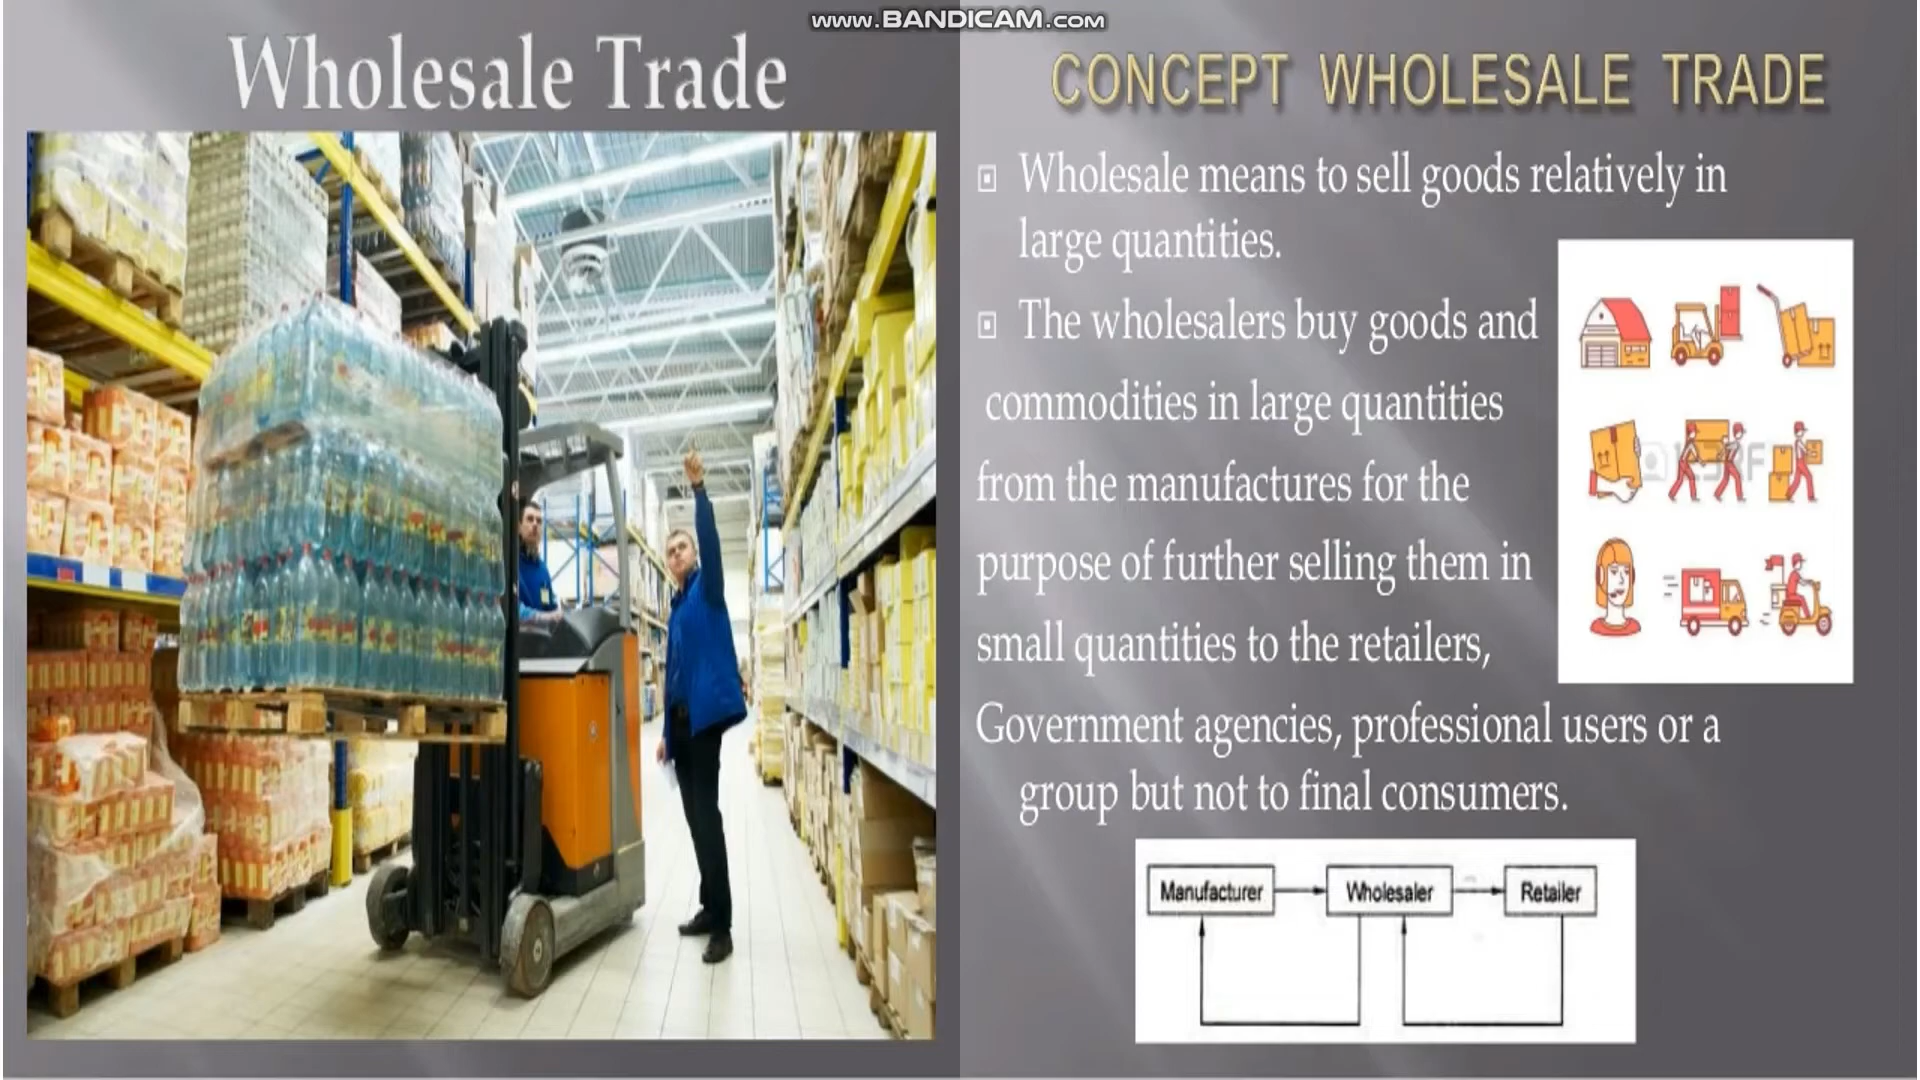 www.BANDICAM.com
Wholesale Trade
CONCEPT WHOLESALE TRADE
Wholesale means to sell goods relatively in
large quantities.
The wholesalers buy goods and
commodities in large quantities
from the manufactures for the
purpose of further selling them in
small quantities to the retailers,
Government agencies, professional users or a
group but not to final consumers.
Manufacturer
Wholesaler
Retailer